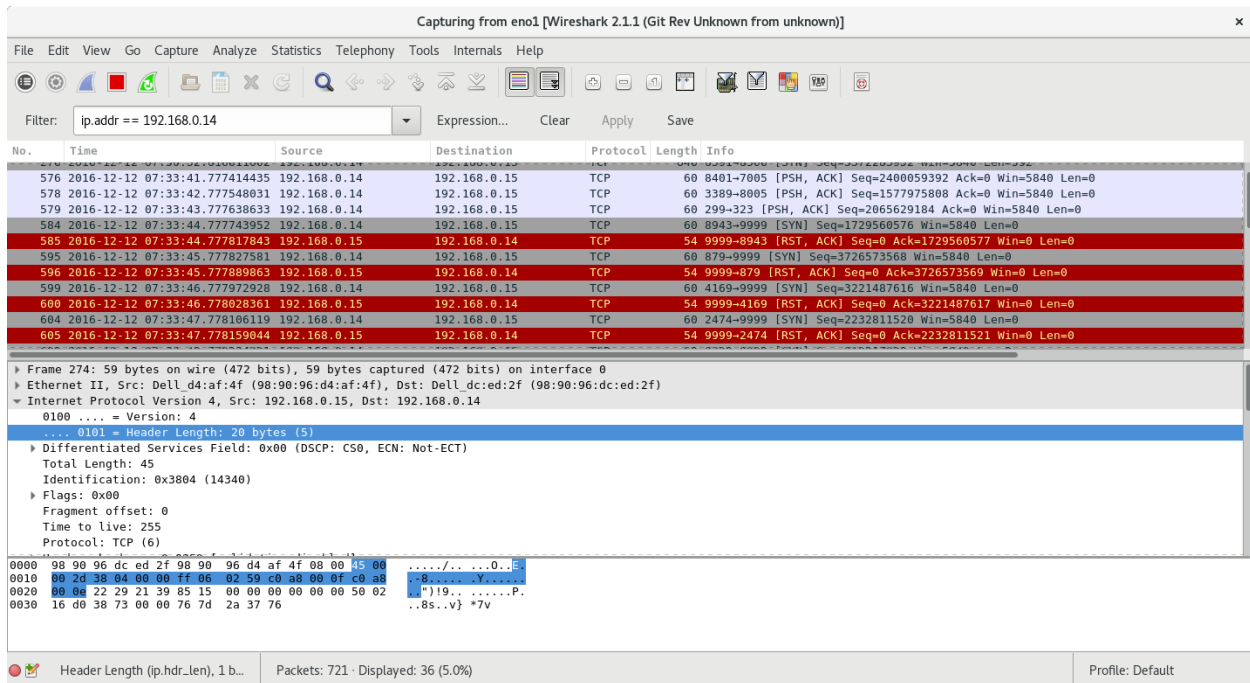 Capturing from eno1 [Wireshark 2.1.1 (Git Rev Unknown from unknown)] ×
File Edit View Go Capture Analyze Statistics Telephony Tools Internals Help
Filter: ip.addr == 192.168.0.14 Expression... Clear Apply Save
No. Time Source Destination Protocol Length Info
576 2016-12-12 07:33:41.777414435 192.168.0.14 192.168.0.15 TCP 60 8401→7005 [PSH, ACK] Seq=2400059392 Ack=0 Win=5840 Len=0
578 2016-12-12 07:33:42.777548031 192.168.0.14 192.168.0.15 TCP 60 3389→8005 [PSH, ACK] Seq=1577975808 Ack=0 Win=5840 Len=0
579 2016-12-12 07:33:43.777638633 192.168.0.14 192.168.0.15 TCP 60 299→323 [PSH, ACK] Seq=2065629184 Ack=0 Win=5840 Len=0
584 2016-12-12 07:33:44.777743952 192.168.0.14 192.168.0.15 TCP 60 8943→9999 [SYN] Seq=1729560576 Win=5840 Len=0
585 2016-12-12 07:33:44.777817843 192.168.0.15 192.168.0.14 TCP 54 9999→8943 [RST, ACK] Seq=0 Ack=1729560577 Win=0 Len=0
595 2016-12-12 07:33:45.777827581 192.168.0.14 192.168.0.15 TCP 60 879→9999 [SYN] Seq=3726573568 Win=5840 Len=0
596 2016-12-12 07:33:45.777889863 192.168.0.15 192.168.0.14 TCP 54 9999→879 [RST, ACK] Seq=0 Ack=3726573569 Win=0 Len=0
599 2016-12-12 07:33:46.777972928 192.168.0.14 192.168.0.15 TCP 60 4169→9999 [SYN] Seq=3221487616 Win=5840 Len=0
600 2016-12-12 07:33:46.778028361 192.168.0.15 192.168.0.14 TCP 54 9999→4169 [RST, ACK] Seq=0 Ack=3221487617 Win=0 Len=0
604 2016-12-12 07:33:47.778106119 192.168.0.14 192.168.0.15 TCP 60 2474→9999 [SYN] Seq=2232811520 Win=5840 Len=0
605 2016-12-12 07:33:47.778159044 192.168.0.15 192.168.0.14 TCP 54 9999→2474 [RST, ACK] Seq=0 Ack=2232811521 Win=0 Len=0
Frame 274: 59 bytes on wire (472 bits), 59 bytes captured (472 bits) on interface 0
Ethernet II, Src: Dell_d4:af:4f (98:90:96:d4:af:4f), Dst: Dell_dc:ed:2f (98:90:96:dc:ed:2f)
Internet Protocol Version 4, Src: 192.168.0.15, Dst: 192.168.0.14
0100 .... = Version: 4
.... 0101 = Header Length: 20 bytes (5)
Differentiated Services Field: 0x00 (DSCP: CS0, ECN: Not-ECT)
Total Length: 45
Identification: 0x3804 (14340)
Flags: 0x00
Fragment offset: 0
Time to live: 255
Protocol: TCP (6)
0000 98 90 96 dc ed 2f 98 90 96 d4 af 4f 08 00 45 00 ...../.. ...O..E.
0010 00 2d 38 04 00 00 ff 06 02 59 c0 a8 00 0f c0 a8 .-8..... .Y......
0020 00 0e 22 29 21 39 85 15 00 00 00 00 00 00 50 02 ..")!9.. ......P.
0030 16 d0 38 73 00 00 76 7d 2a 37 76 ..8s..v} *7v
Header Length (ip.hdr_len), 1 b... Packets: 721 · Displayed: 36 (5.0%) Profile: Default